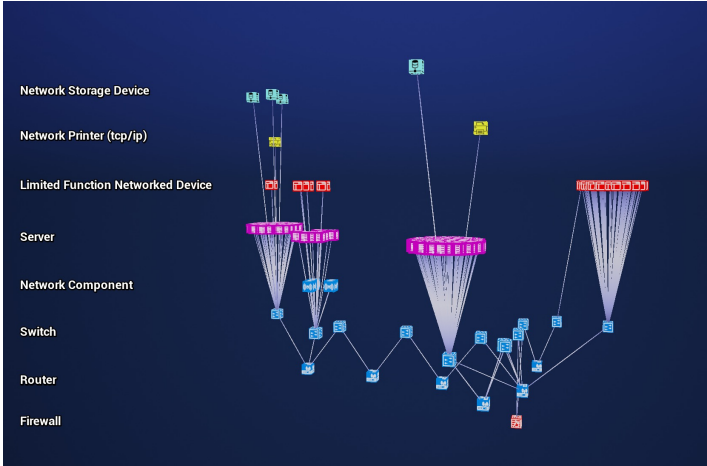 Network Storage Device
Network Printer (tcp/ip)
Limited Function Networked Device
Server
Network Component
Switch
Router
Firewall